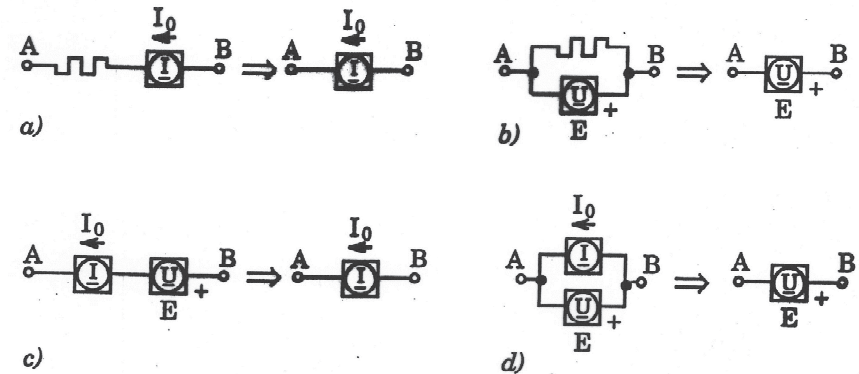 I₀ I₀
A I B A I B
a)
A B A U B
U + E +
E
b)
I₀ I₀
A I U B A I B
E +
c)
I₀
A I B A U B
U + E +
E
d)